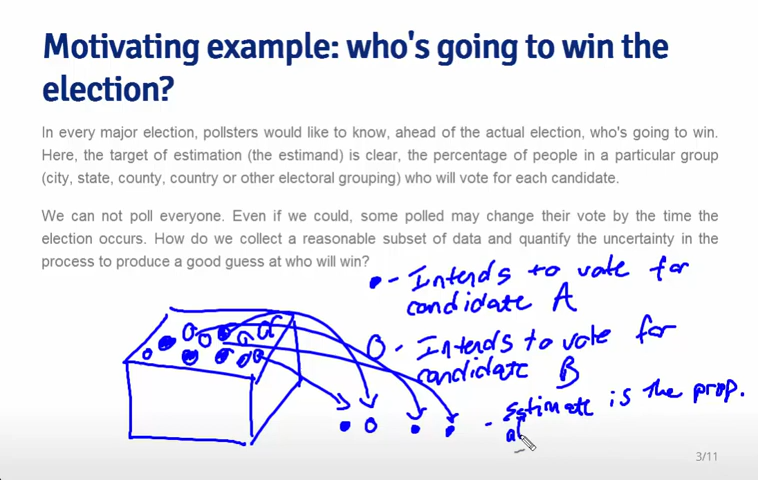 Motivating example: who's going to win the
election?
In every major election, pollsters would like to know, ahead of the actual election, who's going to win.
Here, the target of estimation (the estimand) is clear, the percentage of people in a particular group
(city, state, county, country or other electoral grouping) who will vote for each candidate.
We can not poll everyone. Even if we could, some polled may change their vote by the time the
election occurs. How do we collect a reasonable subset of data and quantify the uncertainty in the
process to produce a good guess at who will win?
- Intends to vote for
candidate A
- Intends to vote for
candidate B
- Estimate is the prop.
3/11